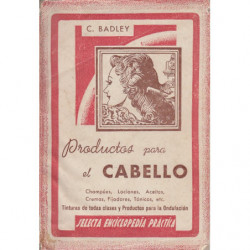 C. BADLEY
Productos para
el CABELLO
Champúes, Lociones, Aceites,
Cremas, Fijadores, Tónicos, etc.
Tinturas de todas clases y Productos para la Ondulación
SELECTA ENCICLOPEDIA PRÁCTICA